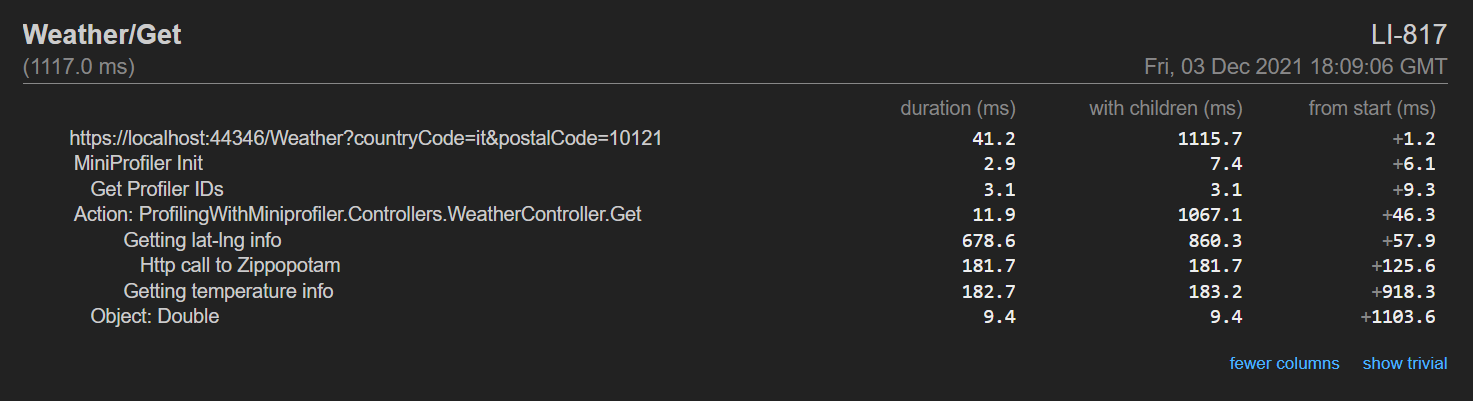 Weather/Get LI-817
(1117.0 ms) Fri, 03 Dec 2021 18:09:06 GMT
duration (ms) with children (ms) from start (ms)
https://localhost:44346/Weather?countryCode=it&postalCode=10121 41.2 1115.7 +1.2
MiniProfiler Init 2.9 7.4 +6.1
Get Profiler IDs 3.1 3.1 +9.3
Action: ProfilingWithMiniprofiler.Controllers.WeatherController.Get 11.9 1067.1 +46.3
Getting lat-lng info 678.6 860.3 +57.9
Http call to Zippopotam 181.7 181.7 +125.6
Getting temperature info 182.7 183.2 +918.3
Object: Double 9.4 9.4 +1103.6
fewer columns show trivial